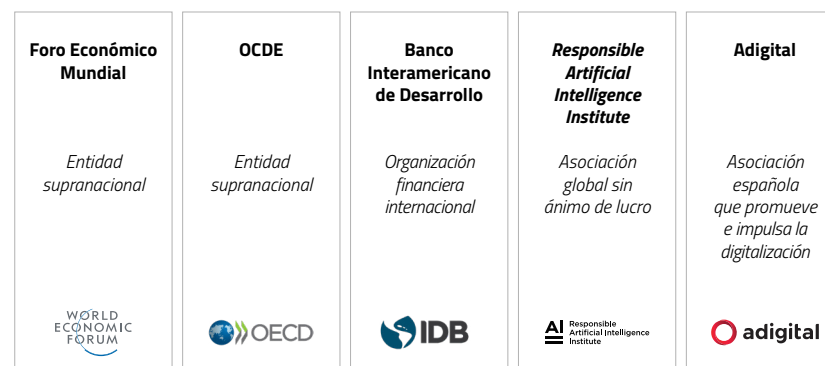 Foro Económico
Mundial
Entidad
supranacional
WORLD
ECONOMIC
FORUM
OCDE
Entidad
supranacional
OECD
Banco
Interamericano
de Desarrollo
Organización
financiera
internacional
IDB
Responsible
Artificial
Intelligence
Institute
Asociación
global sin
ánimo de lucro
AI
Responsible
Artificial Intelligence
Institute
Adigital
Asociación
española
que promueve
e impulsa la
digitalización
adigital